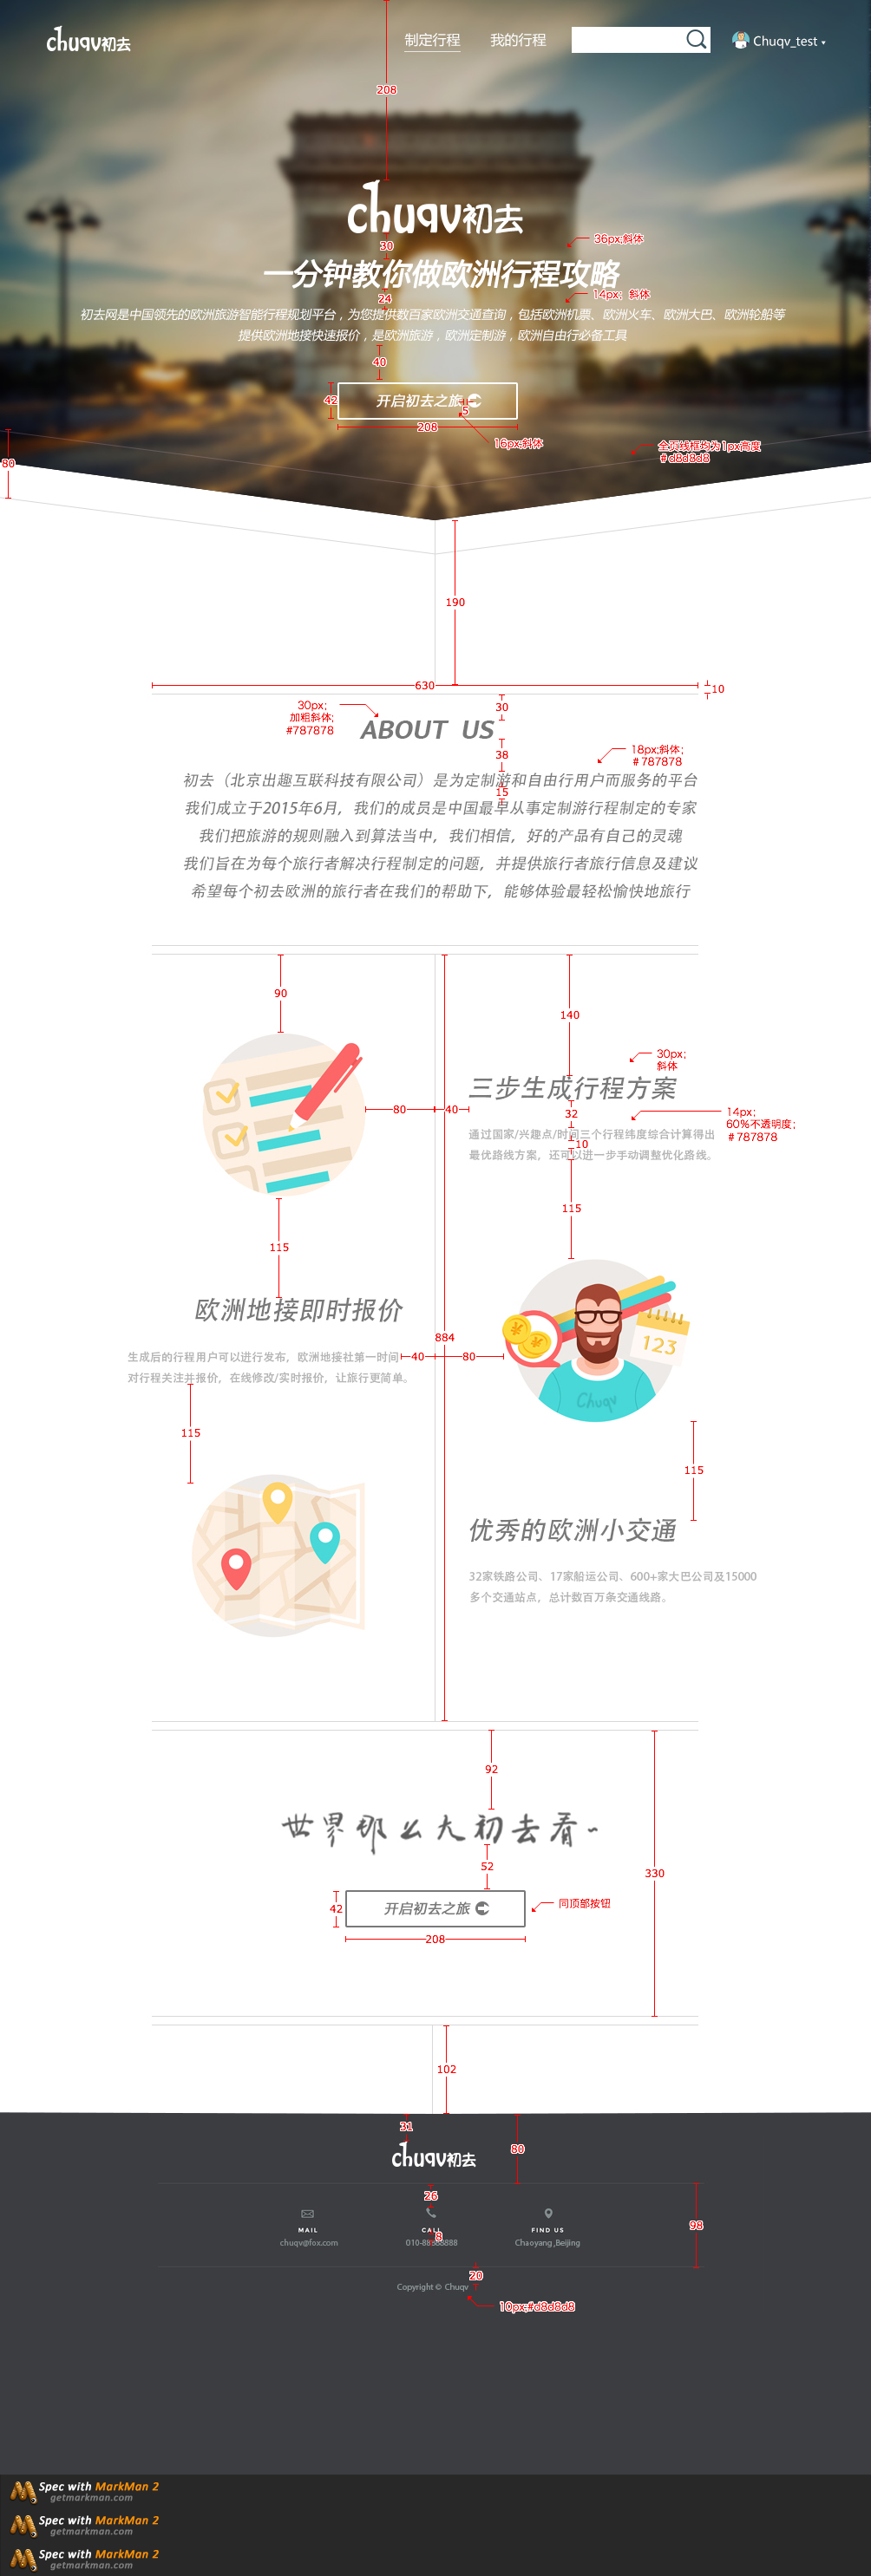 chuqv初去
制定行程
我的行程
Chuqv_test
208
chuqv初去
30
36px;斜体
一分钟教你做欧洲行程攻略
24
14px；斜体
初去网是中国领先的欧洲旅游智能行程规划平台，为您提供数百家欧洲交通查询，包括欧洲机票、欧洲火车、欧洲大巴、欧洲轮船等
提供欧洲地接快速报价，是欧洲旅游，欧洲定制游，欧洲自由行必备工具
40
42
开启初去之旅
5
208
16px;斜体
全页线框均为1px高度
#d8d8d8
80
190
630
10
30px;
加粗斜体;
#787878
30
ABOUT US
38
18px;斜体;
#787878
初去（北京出趣互联科技有限公司）是为定制游和自由行用户而服务的平台
15
我们成立于2015年6月，我们的成员是中国最早从事定制游行程制定的专家
我们把旅游的规则融入到算法当中，我们相信，好的产品有自己的灵魂
我们旨在为每个旅行者解决行程制定的问题，并提供旅行者旅行信息及建议
希望每个初去欧洲的旅行者在我们的帮助下，能够体验最轻松愉快地旅行
90
140
30px;
斜体
三步生成行程方案
80
40
32
14px;
60%不透明度;
#787878
通过国家/兴趣点/时间三个行程纬度综合计算得出
10
最优路线方案，还可以进一步手动调整优化路线。
115
115
欧洲地接即时报价
884
123
生成后的行程用户可以进行发布，欧洲地接社第一时间
40
80
对行程关注并报价，在线修改/实时报价，让旅行更简单。
Chuqv
115
115
优秀的欧洲小交通
32家铁路公司、17家船运公司、600+家大巴公司及15000
多个交通站点，总计数百万条交通线路。
92
世界那么大初去看~
52
330
42
开启初去之旅
同顶部按钮
208
102
31
chuqv初去
80
26
MAIL
CALL
FIND US
98
8
chuqv@fox.com
010-88888888
Chaoyang,Beijing
20
Copyright © Chuqv
10px;#d8d8d8
Spec with MarkMan 2
getmarkman.com
Spec with MarkMan 2
getmarkman.com
Spec with MarkMan 2
getmarkman.com